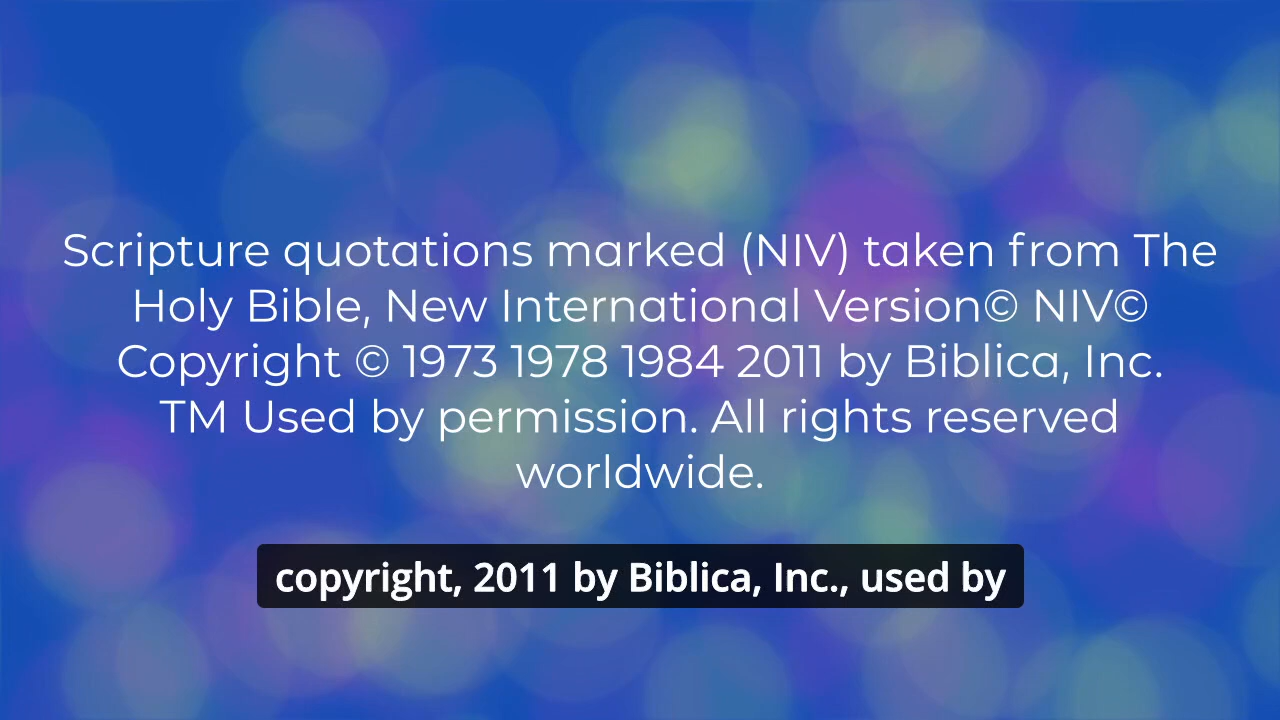 Scripture quotations marked (NIV) taken from The
Holy Bible, New International Version© NIV©
Copyright © 1973 1978 1984 2011 by Biblica, Inc.
TM Used by permission. All rights reserved
worldwide.
copyright, 2011 by Biblica, Inc., used by